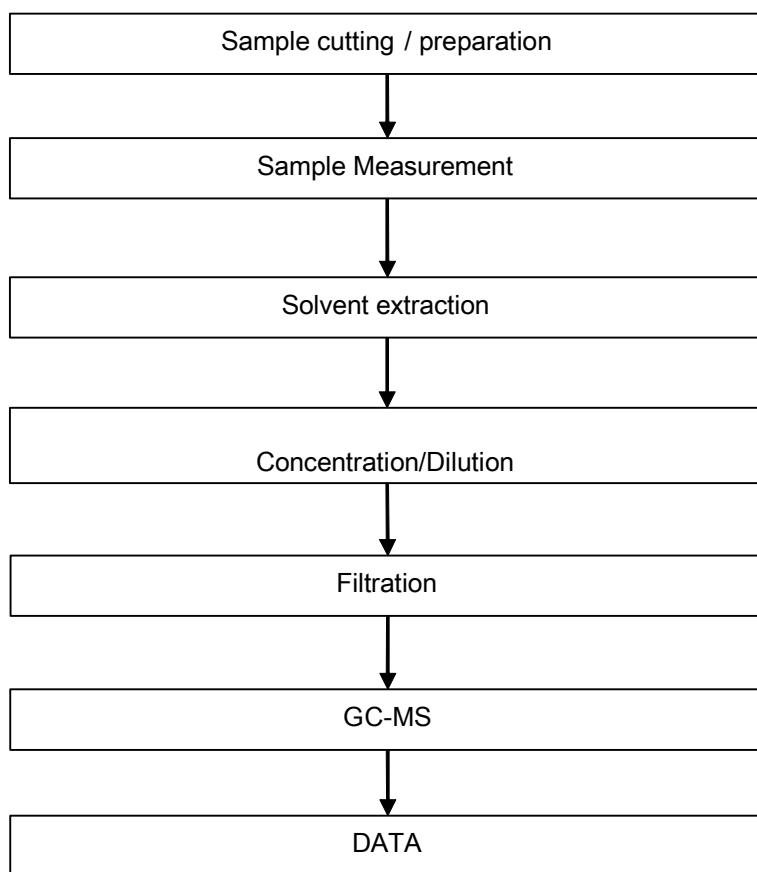 Sample cutting / preparation
Sample Measurement
Solvent extraction
Concentration/Dilution
Filtration
GC-MS
DATA